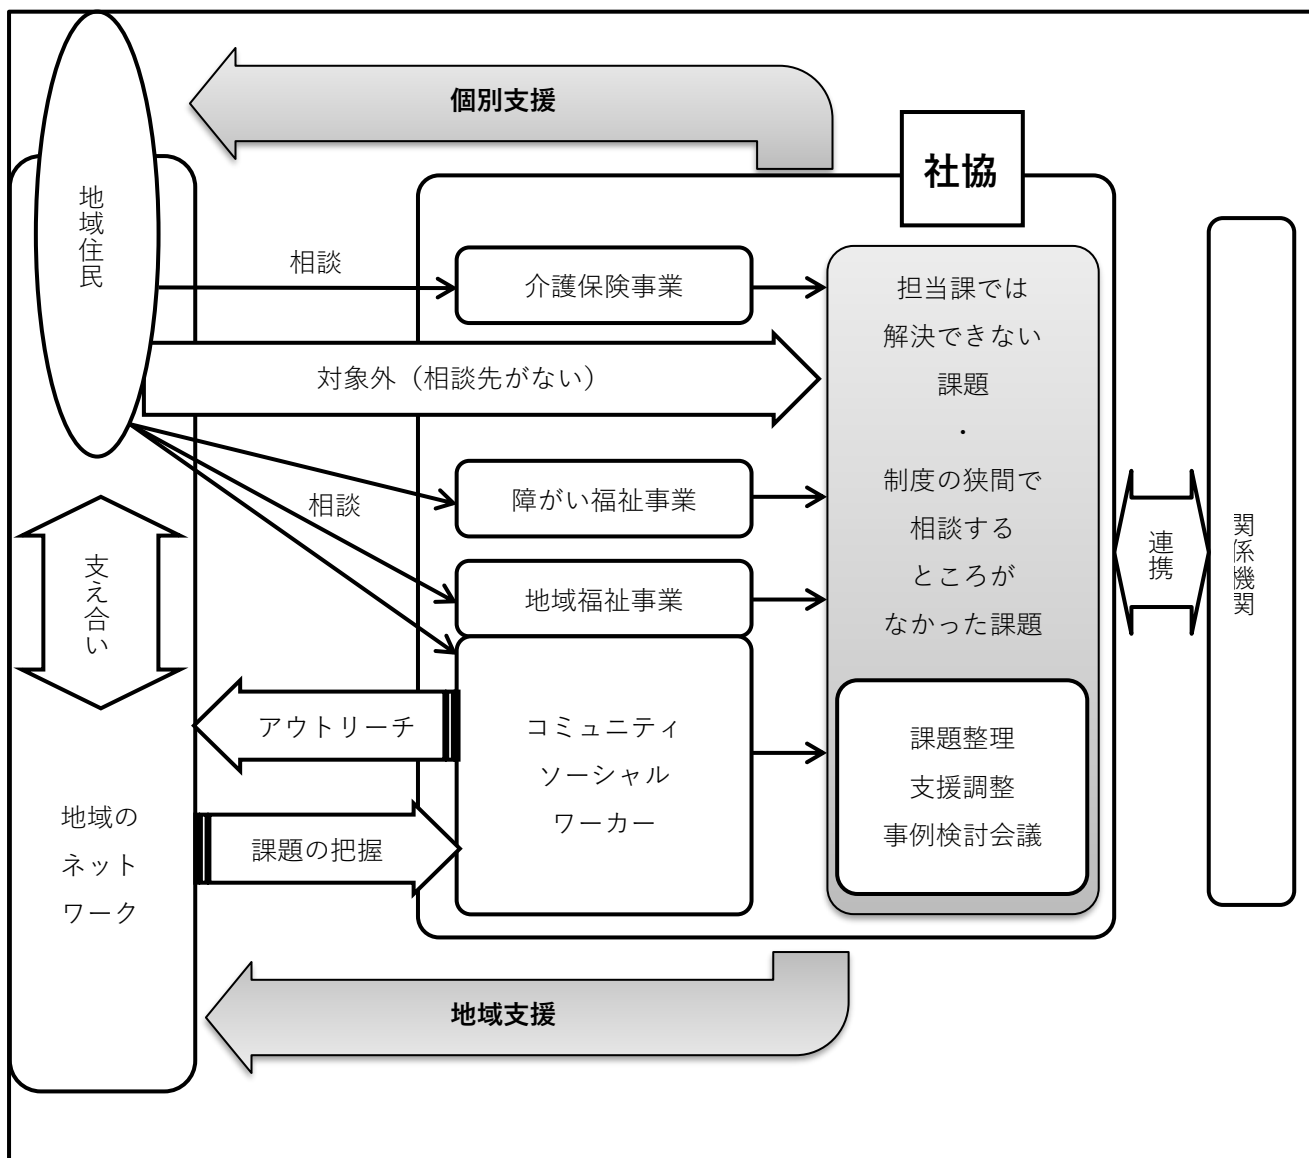 個別支援
社協
地域住民
相談
介護保険事業
対象外（相談先がない）
相談
障がい福祉事業
地域福祉事業
コミュニティ
ソーシャル
ワーカー
担当課では
解決できない
課題
・
制度の狭間で
相談する
ところが
なかった課題
課題整理
支援調整
事例検討会議
連携
関係機関
支え合い
アウトリーチ
課題の把握
地域の
ネット
ワーク
地域支援